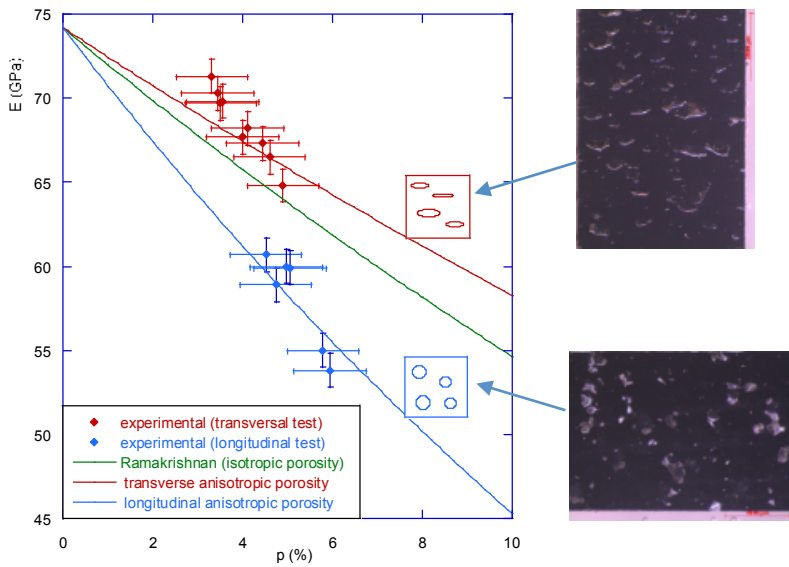 75
70
65
60
55
50
45
E (GPa)
experimental (transversal test)
experimental (longitudinal test)
Ramakrishnan (isotropic porosity)
transverse anisotropic porosity
longitudinal anisotropic porosity
0 2 4 6 8 10
p (%)